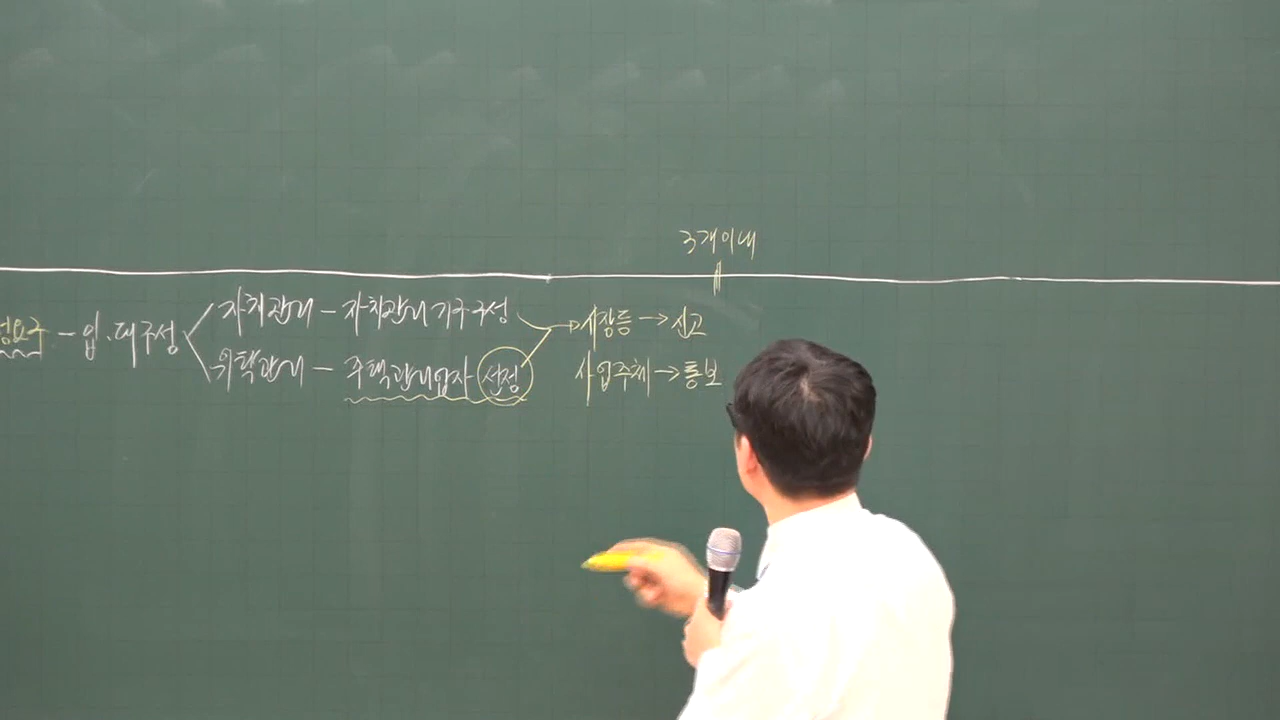 3개이내
자치관리 - 자치관리기구구성 → 시장등 → 신고
요구 - 입.대구성
위탁관리 - 주택관리업자 선정 사업주체 → 통보